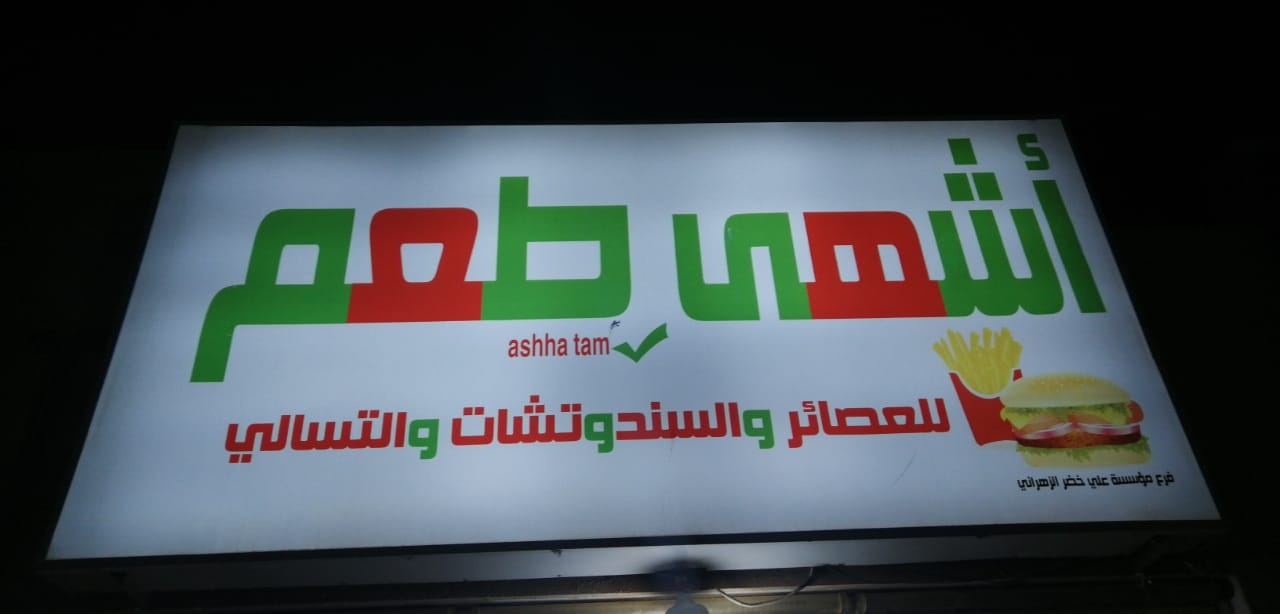 أشهى طعم
ashha tam
للعصائر والسندوتشات والتسالي
فرع مؤسسة علي خضر الزهراني